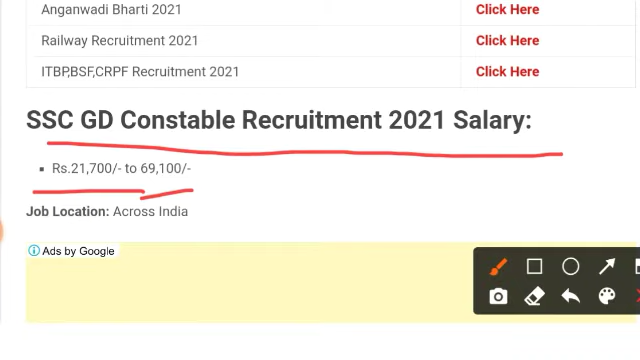 Anganwadi Bharti 2021 Click Here
Railway Recruitment 2021 Click Here
ITBP,BSF,CRPF Recruitment 2021 Click Here
SSC GD Constable Recruitment 2021 Salary:
Rs.21,700/- to 69,100/-
Job Location: Across India
Ads by Google